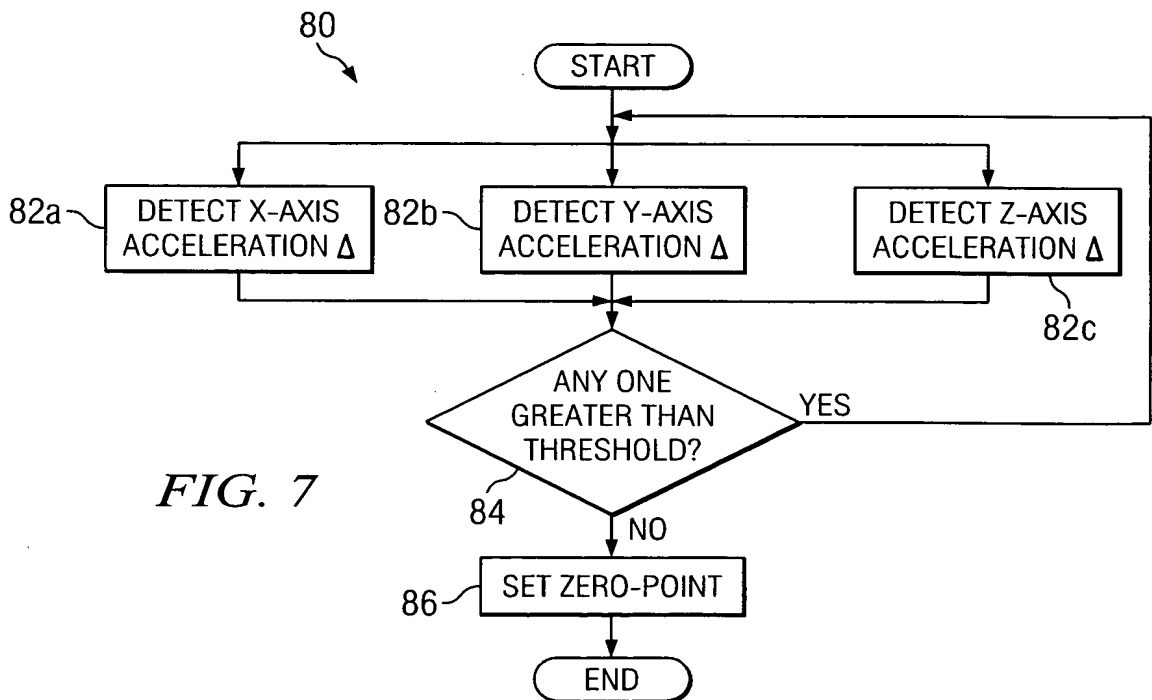 80
START
82a
DETECT X-AXIS
ACCELERATION Δ
82b
DETECT Y-AXIS
ACCELERATION Δ
DETECT Z-AXIS
ACCELERATION Δ
82c
ANY ONE
GREATER THAN
THRESHOLD?
YES
84
FIG. 7
NO
86
SET ZERO-POINT
END